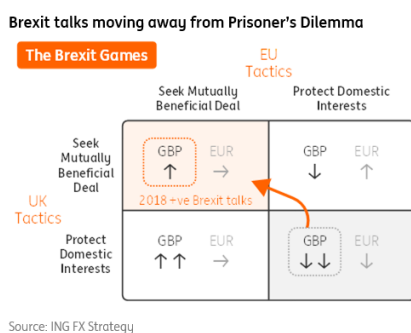 Brexit talks moving away from Prisoner's Dilemma
The Brexit Games
EU
Tactics
Seek Mutually
Beneficial Deal
Protect Domestic
Interests
UK
Tactics
Seek
Mutually
Beneficial
Deal
GBP EUR
↑ →
2018 +ve Brexit talks
GBP EUR
↓ ↑
Protect
Domestic
Interests
GBP EUR
↑↑ →
GBP EUR
↓↓ ↓
Source: ING FX Strategy